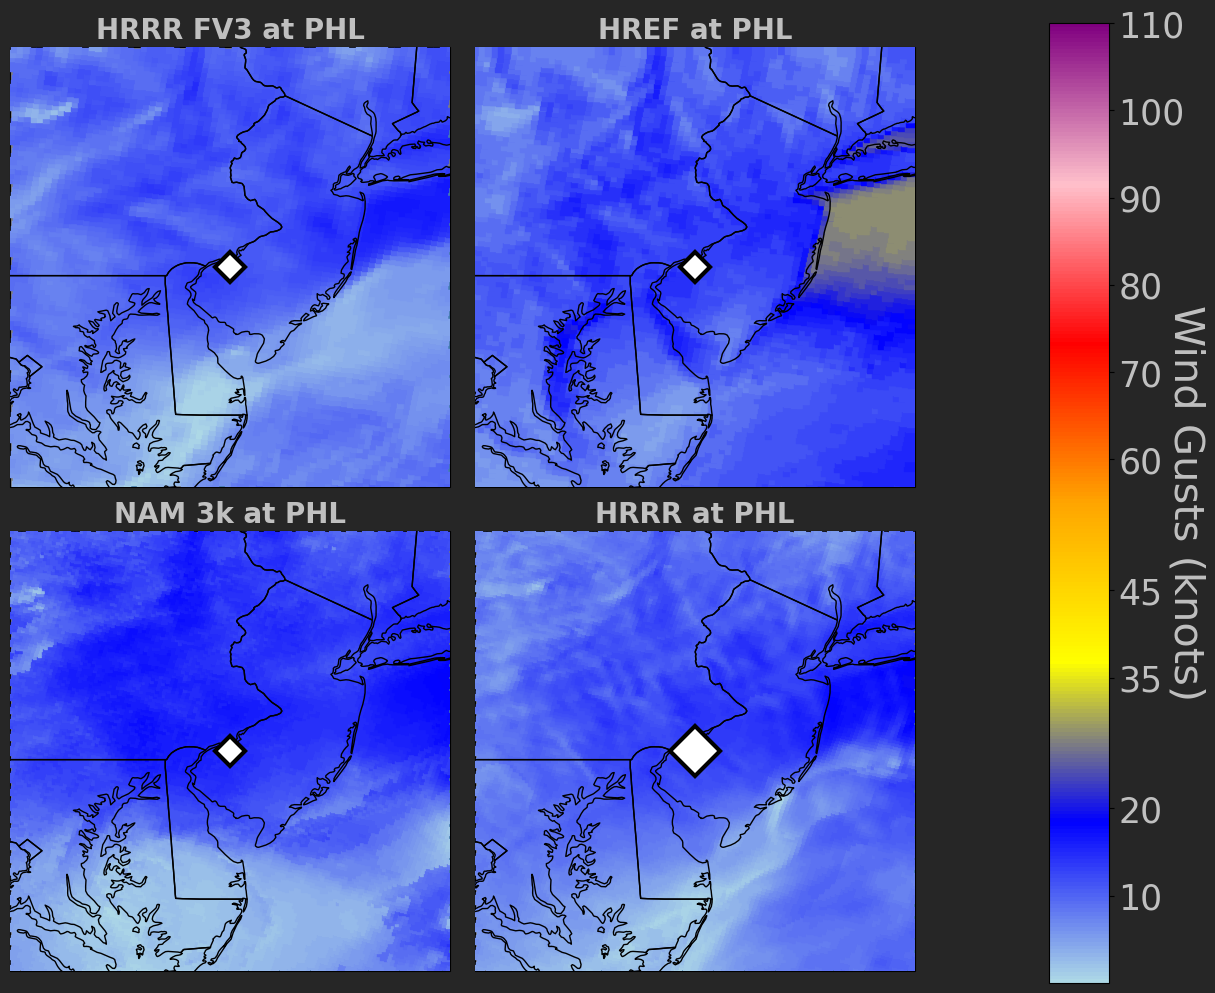 HRRR FV3 at PHL
HREF at PHL
NAM 3k at PHL
HRRR at PHL
110
100
90
80
70
60
45
35
20
10
Wind Gusts (knots)